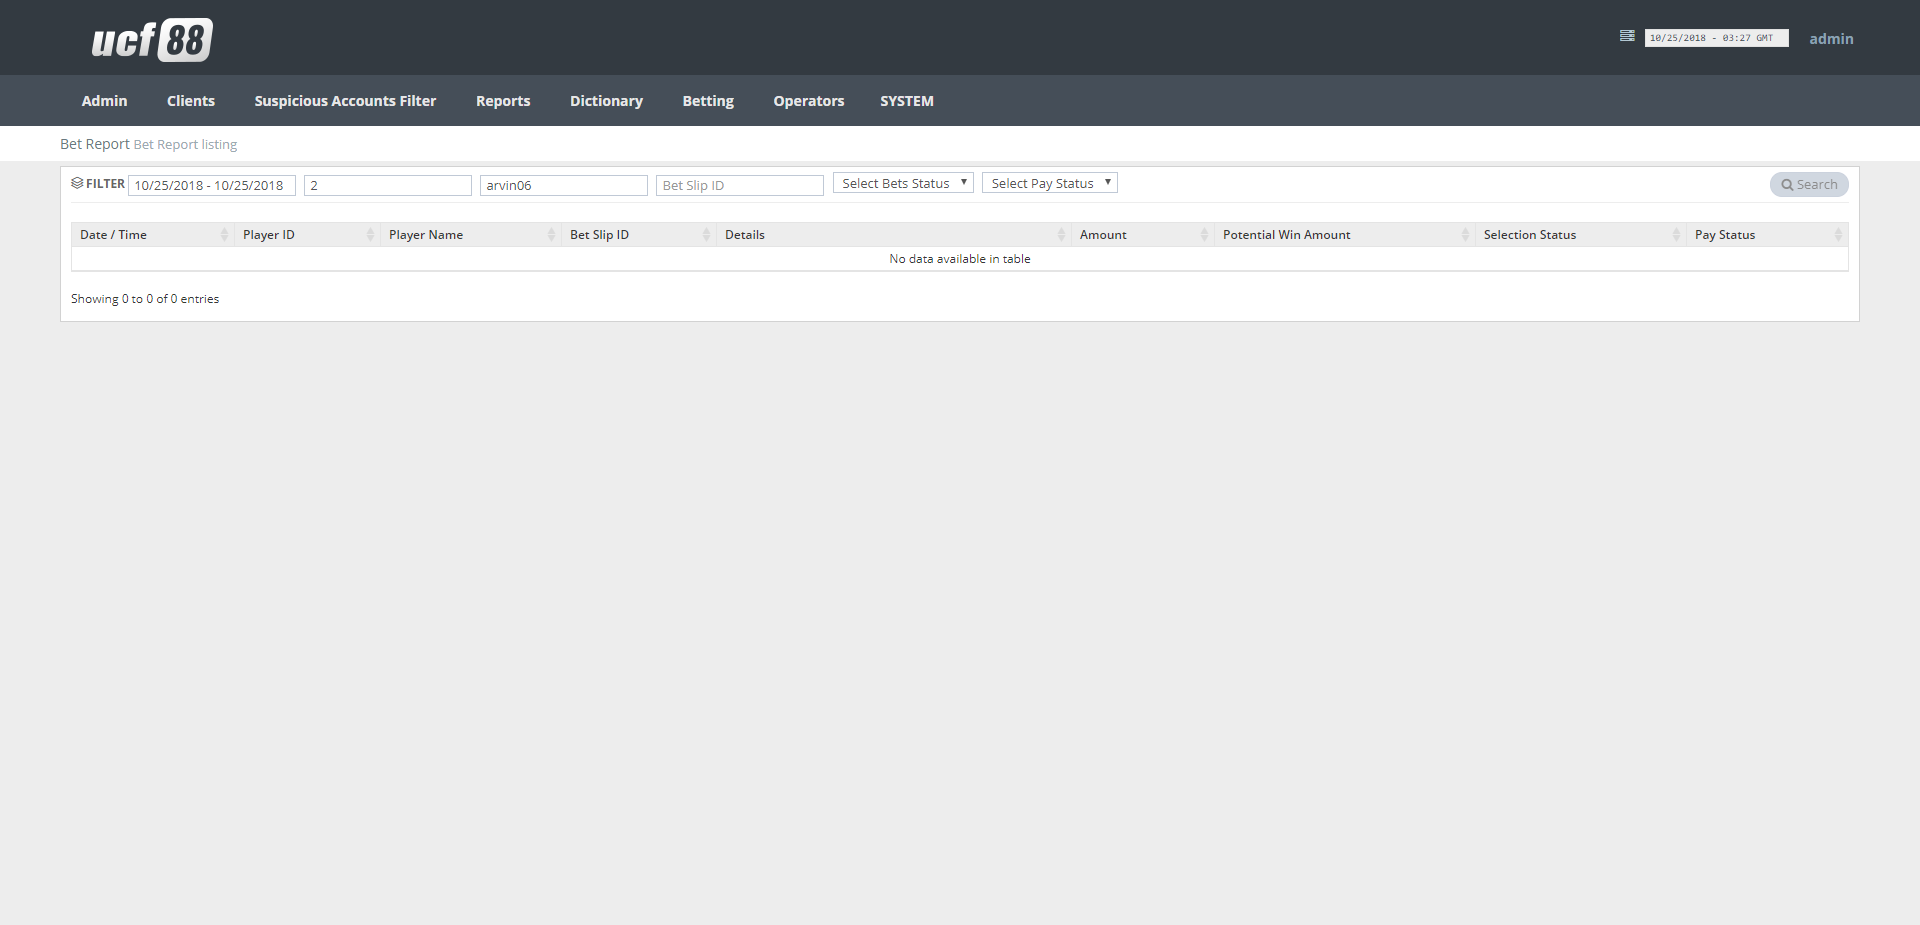 ucf 88
10/25/2018 - 03:27 GMT admin
Admin Clients Suspicious Accounts Filter Reports Dictionary Betting Operators SYSTEM
Bet Report Bet Report listing
FILTER 10/25/2018 - 10/25/2018 2 arvin06 Bet Slip ID Select Bets Status Select Pay Status Search
Date / Time Player ID Player Name Bet Slip ID Details Amount Potential Win Amount Selection Status Pay Status
No data available in table
Showing 0 to 0 of 0 entries